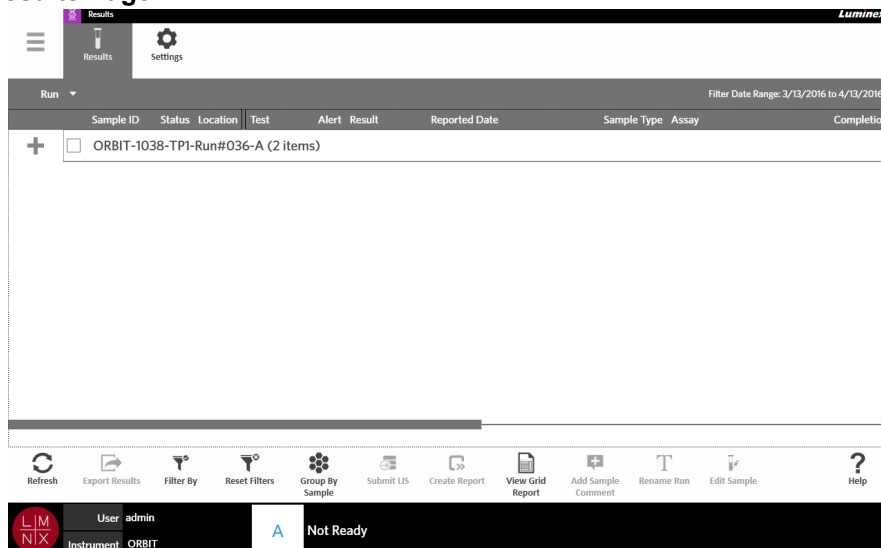 Results Luminex
Results Settings
Run Filter Date Range: 3/13/2016 to 4/13/2016
Sample ID Status Location Test Alert Result Reported Date Sample Type Assay Completio
ORBIT-1038-TP1-Run#036-A (2 items)
Refresh Export Results Filter By Reset Filters Group By Sample Submit LIS Create Report View Grid Report Add Sample Comment Rename Run Edit Sample Help
LMNX
User admin
A Not Ready
Instrument ORBIT